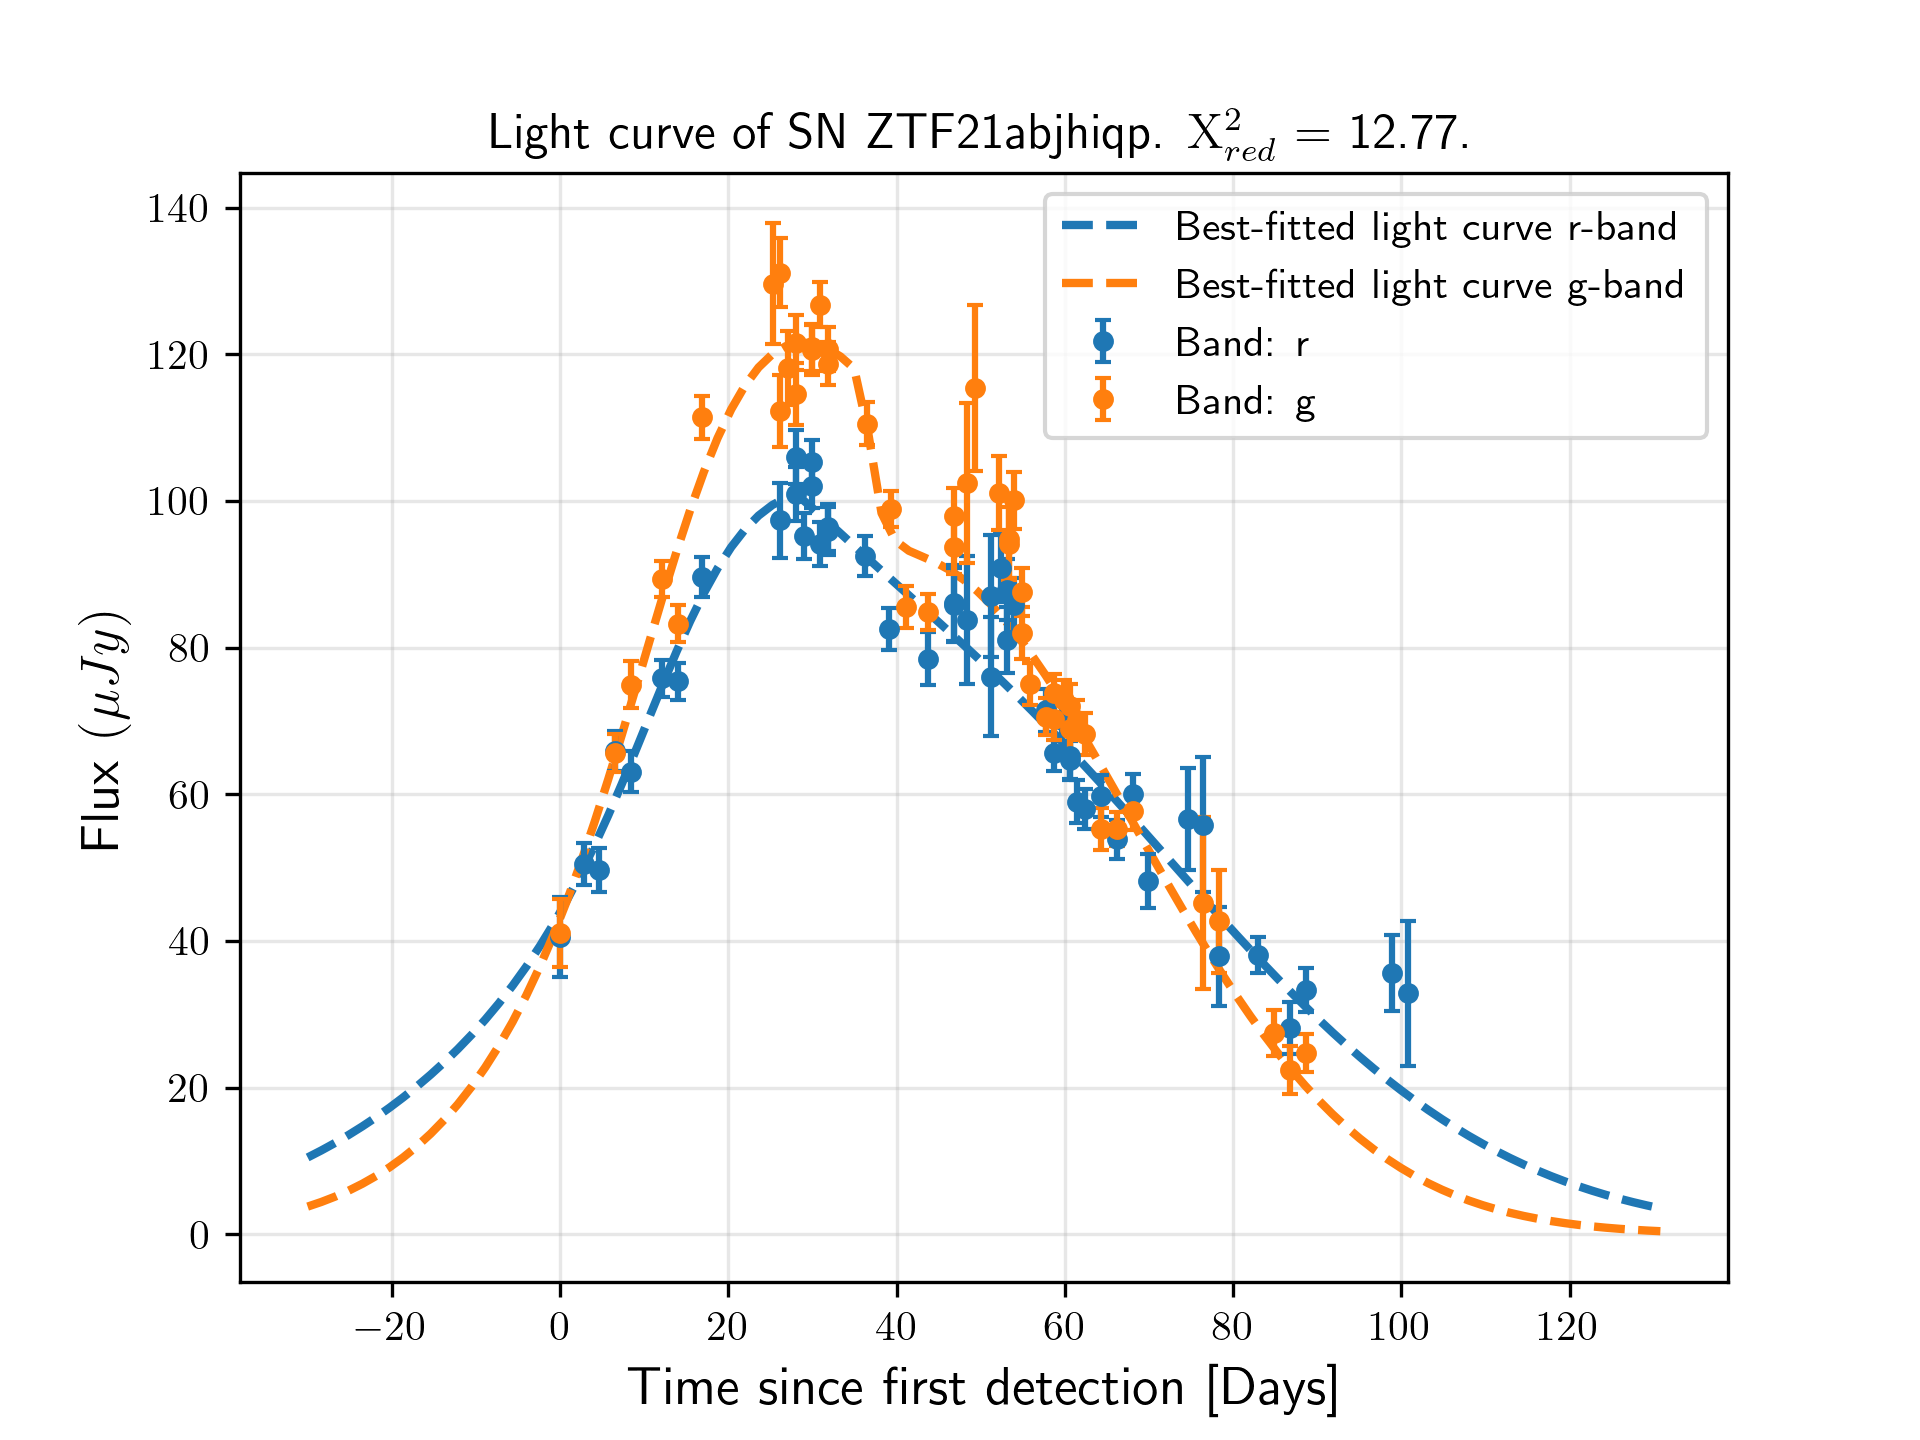 Light curve of SN ZTF21abjhiqp. X²_red = 12.77.
Best-fitted light curve r-band
Best-fitted light curve g-band
Band: r
Band: g
Flux (μJy)
140
120
100
80
60
40
20
0
−20 0 20 40 60 80 100 120
Time since first detection [Days]